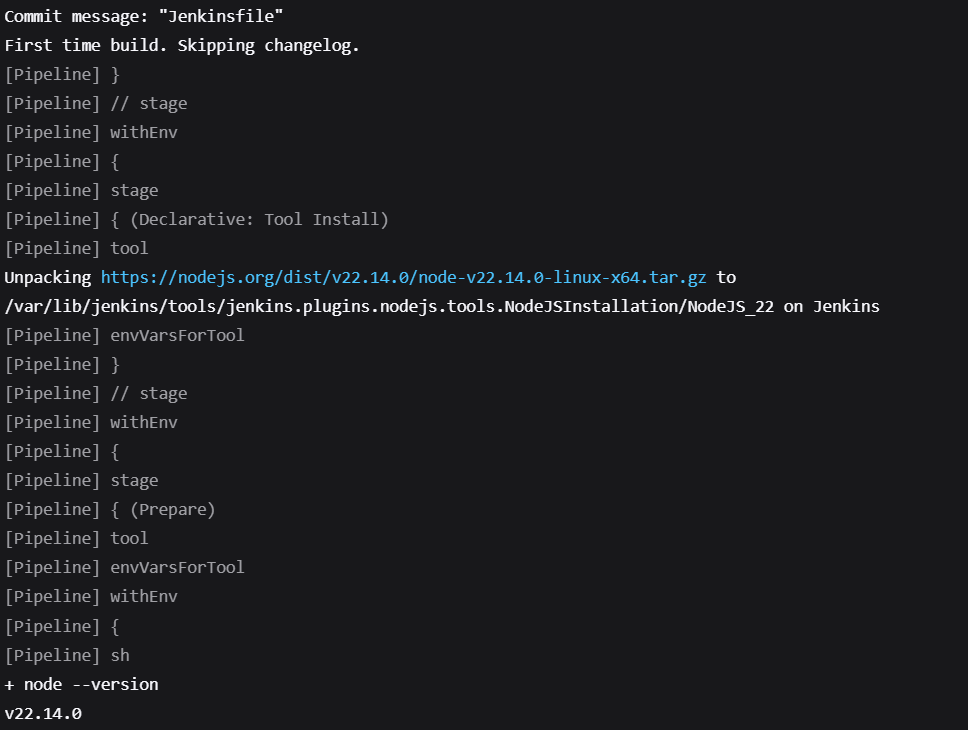 Commit message: "Jenkinsfile"
First time build. Skipping changelog.
[Pipeline] }
[Pipeline] // stage
[Pipeline] withEnv
[Pipeline] {
[Pipeline] stage
[Pipeline] { (Declarative: Tool Install)
[Pipeline] tool
Unpacking https://nodejs.org/dist/v22.14.0/node-v22.14.0-linux-x64.tar.gz to
/var/lib/jenkins/tools/jenkins.plugins.nodejs.tools.NodeJSInstallation/NodeJS_22 on Jenkins
[Pipeline] envVarsForTool
[Pipeline] }
[Pipeline] // stage
[Pipeline] withEnv
[Pipeline] {
[Pipeline] stage
[Pipeline] { (Prepare)
[Pipeline] tool
[Pipeline] envVarsForTool
[Pipeline] withEnv
[Pipeline] {
[Pipeline] sh
+ node --version
v22.14.0